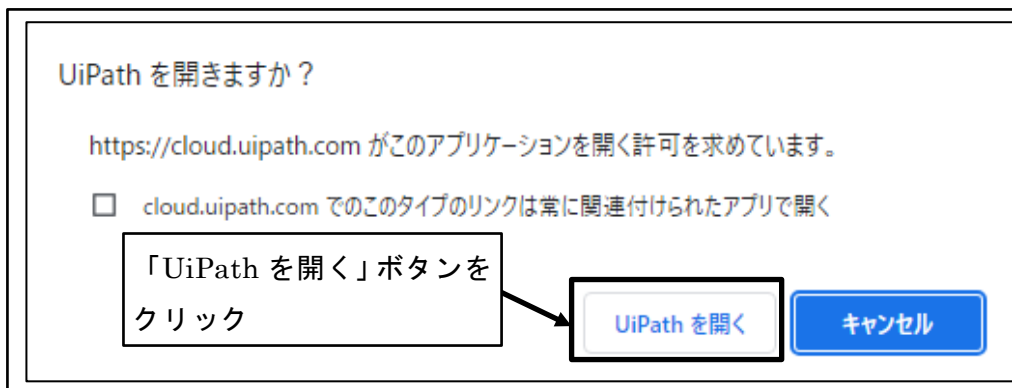 UiPath を開きますか？
https://cloud.uipath.com がこのアプリケーションを開く許可を求めています。
cloud.uipath.com でのこのタイプのリンクは常に関連付けられたアプリで開く
「UiPath を開く」ボタンを
クリック
UiPath を開く
キャンセル